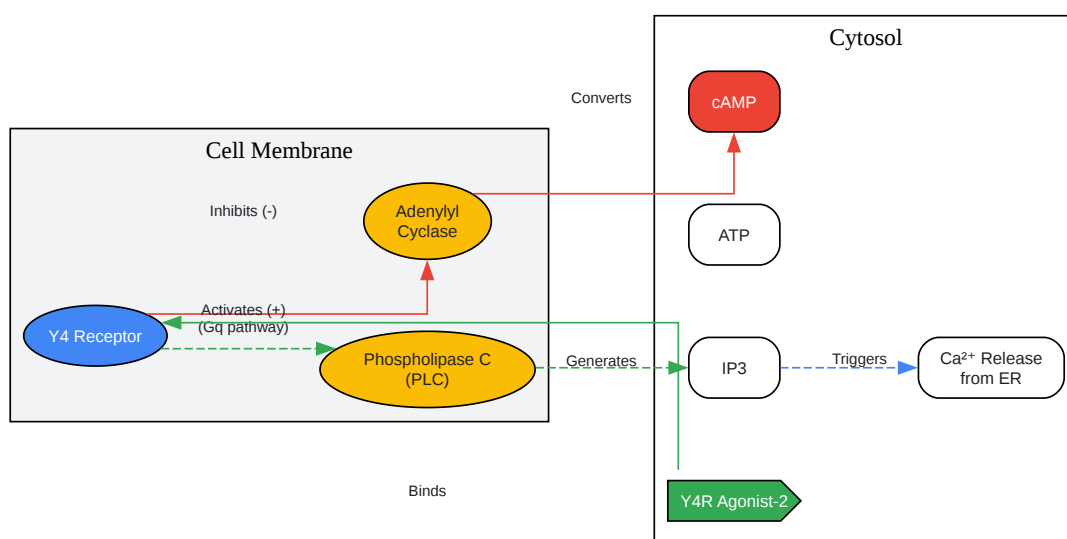 Cytosol
Converts
cAMP
Cell Membrane
Inhibits (-)
Adenylyl
Cyclase
ATP
Activates (+)
(Gq pathway)
Y4 Receptor
Phospholipase C
(PLC)
Generates
IP3
Triggers
Ca²⁺ Release
from ER
Binds
Y4R Agonist-2